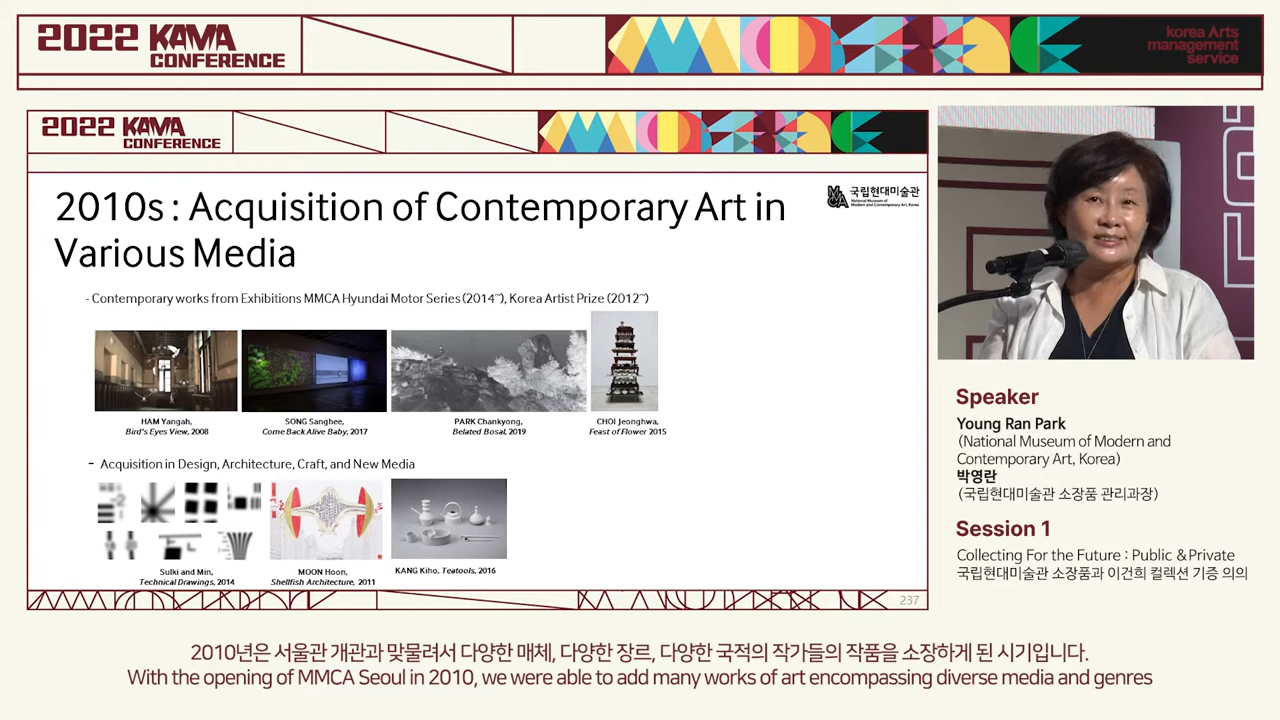 2022 KAMA
CONFERENCE
korea Arts
management
service
2022 KAMA
CONFERENCE
2010s : Acquisition of Contemporary Art in
Various Media
국립현대미술관
National Museum of
Modern and Contemporary Art, Korea
- Contemporary works from Exhibitions MMCA Hyundai Motor Series (2014~), Korea Artist Prize (2012~)
HAM Yangah,
Bird's Eyes View, 2008
SONG Sanghee,
Come Back Alive Baby, 2017
PARK Chankyong,
Belated Bosal, 2019
CHOI Jeonghwa,
Feast of Flower 2015
- Acquisition in Design, Architecture, Craft, and New Media
Sulki and Min,
Technical Drawings, 2014
MOON Hoon,
Shellfish Architecture, 2011
KANG Kiho, Teatools, 2016
237
Speaker
Young Ran Park
(National Museum of Modern and
Contemporary Art, Korea)
박영란
(국립현대미술관 소장품 관리과장)
Session 1
Collecting For the Future : Public & Private
국립현대미술관 소장품과 이건희 컬렉션 기증 의의
2010년은 서울관 개관과 맞물려서 다양한 매체, 다양한 장르, 다양한 국적의 작가들의 작품을 소장하게 된 시기입니다.
With the opening of MMCA Seoul in 2010, we were able to add many works of art encompassing diverse media and genres